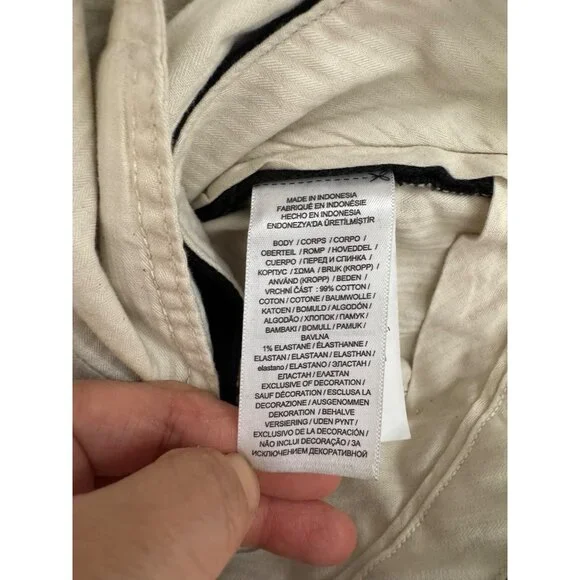 MADE IN INDONESIA
FABRIQUÉ EN INDONÉSIE
HECHO EN INDONESIA
ENDONEZYA'DA ÜRETİLMİŞTİR
BODY / CORPS / CORPO /
OBERTEIL / ROMP / HOVEDDEL /
CUERPO / ПЕРЕД И СПИНКА /
КОРПУС / ΣΩΜΑ / BRUK (KROPP) /
ANVÄND (KROPP) / BEDEN /
VRCHNÍ ČÁST : 99% COTTON /
COTON / COTONE / BAUMWOLLE /
KATOEN / BOMULD / ALGODÓN /
ALGODÃO / ХЛОПОК / ПАМУК /
BAMBAKI / BOMULL / PAMUK /
BAVLNA
1% ELASTANE / ÉLASTHANNE /
ELASTAN / ELASTAAN / ELASTHAN /
elastano / ELASTANO / ЭЛАСТАН /
ЕЛАСТАН / ΕΛΑΣΤΑΝ
EXCLUSIVE OF DECORATION /
SAUF DÉCORATION / ESCLUSA LA
DECORAZIONE / AUSGENOMMEN
DEKORATION / BEHALVE
VERSIERING / UDEN PYNT /
EXCLUSIVO DE LA DECORACIÓN /
NÃO INCLUI DECORAÇÃO / ЗА
ИСКЛЮЧЕНИЕМ ДЕКОРАТИВНОЙ